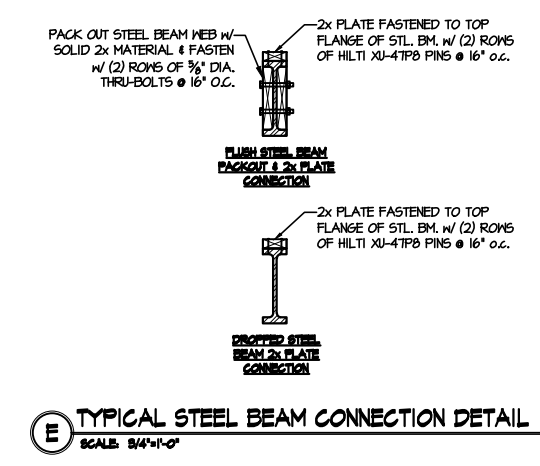 PACK OUT STEEL BEAM WEB W/
SOLID 2x MATERIAL & FASTEN
W/ (2) ROWS OF 5/8" DIA.
THRU-BOLTS @ 16" O.C.
2x PLATE FASTENED TO TOP
FLANGE OF STL. BM. W/ (2) ROWS
OF HILTI XU-47P8 PINS @ 16" o.c.
FLUSH STEEL BEAM
PACKOUT & 2x PLATE
CONNECTION
2x PLATE FASTENED TO TOP
FLANGE OF STL. BM. W/ (2) ROWS
OF HILTI XU-47P8 PINS @ 16" o.c.
DROPPED STEEL
BEAM 2x PLATE
CONNECTION
E
TYPICAL STEEL BEAM CONNECTION DETAIL
SCALE: 3/4"=1'-0"